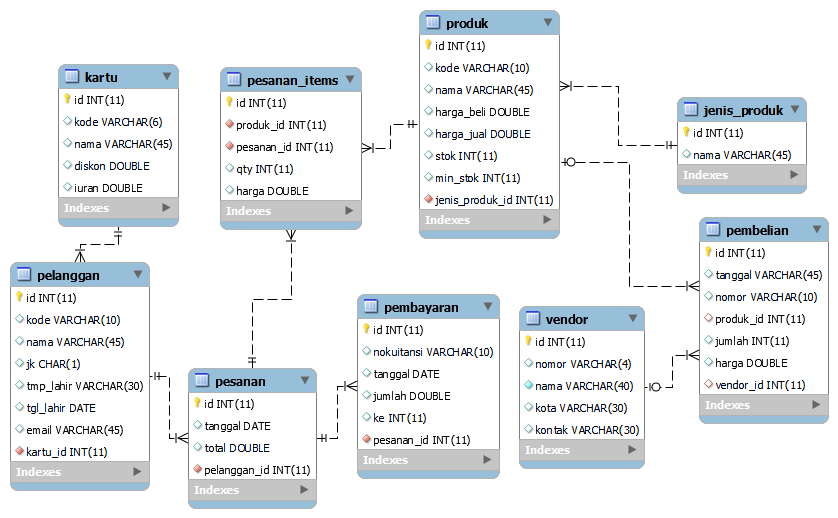 kartu
id INT(11)
kode VARCHAR(6)
nama VARCHAR(45)
diskon DOUBLE
iuran DOUBLE
Indexes
pesanan_items
id INT(11)
produk_id INT(11)
pesanan_id INT(11)
qty INT(11)
harga DOUBLE
Indexes
produk
id INT(11)
kode VARCHAR(10)
nama VARCHAR(45)
harga_beli DOUBLE
harga_jual DOUBLE
stok INT(11)
min_stok INT(11)
jenis_produk_id INT(11)
Indexes
jenis_produk
id INT(11)
nama VARCHAR(45)
Indexes
pelanggan
id INT(11)
kode VARCHAR(10)
nama VARCHAR(45)
jk CHAR(1)
tmp_lahir VARCHAR(30)
tgl_lahir DATE
email VARCHAR(45)
kartu_id INT(11)
Indexes
pesanan
id INT(11)
tanggal DATE
total DOUBLE
pelanggan_id INT(11)
Indexes
pembayaran
id INT(11)
nokuitansi VARCHAR(10)
tanggal DATE
jumlah DOUBLE
ke INT(11)
pesanan_id INT(11)
Indexes
vendor
id INT(11)
nomor VARCHAR(4)
nama VARCHAR(40)
kota VARCHAR(30)
kontak VARCHAR(30)
Indexes
pembelian
id INT(11)
tanggal VARCHAR(45)
nomor VARCHAR(10)
produk_id INT(11)
jumlah INT(11)
harga DOUBLE
vendor_id INT(11)
Indexes